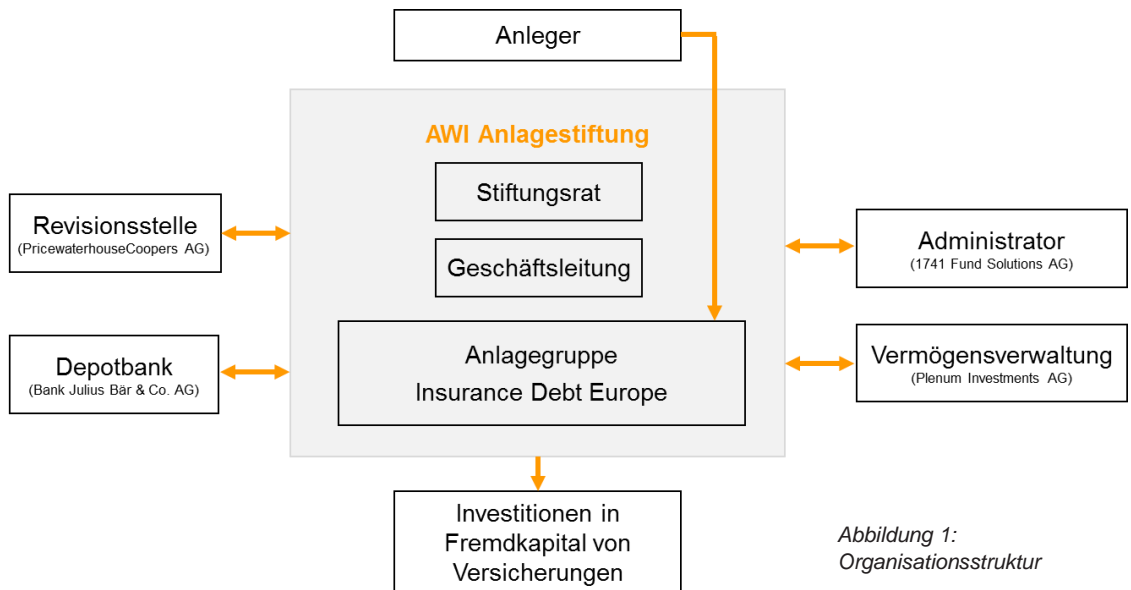 Anleger
AWI Anlagestiftung
Stiftungsrat
Geschäftsleitung
Anlagegruppe
Insurance Debt Europe
Revisionsstelle
(PricewaterhouseCoopers AG)
Depotbank
(Bank Julius Bär & Co. AG)
Administrator
(1741 Fund Solutions AG)
Vermögensverwaltung
(Plenum Investments AG)
Investitionen in
Fremdkapital von
Versicherungen
Abbildung 1:
Organisationsstruktur